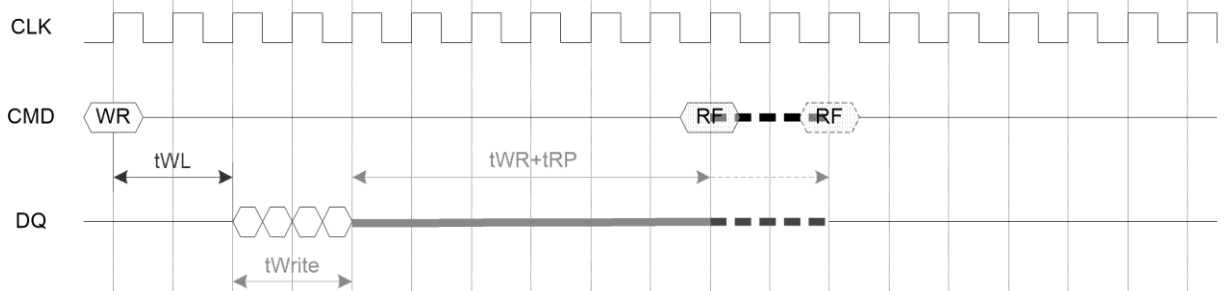 CLK
CMD WR RF RF
tWL tWR+tRP
DQ
tWrite